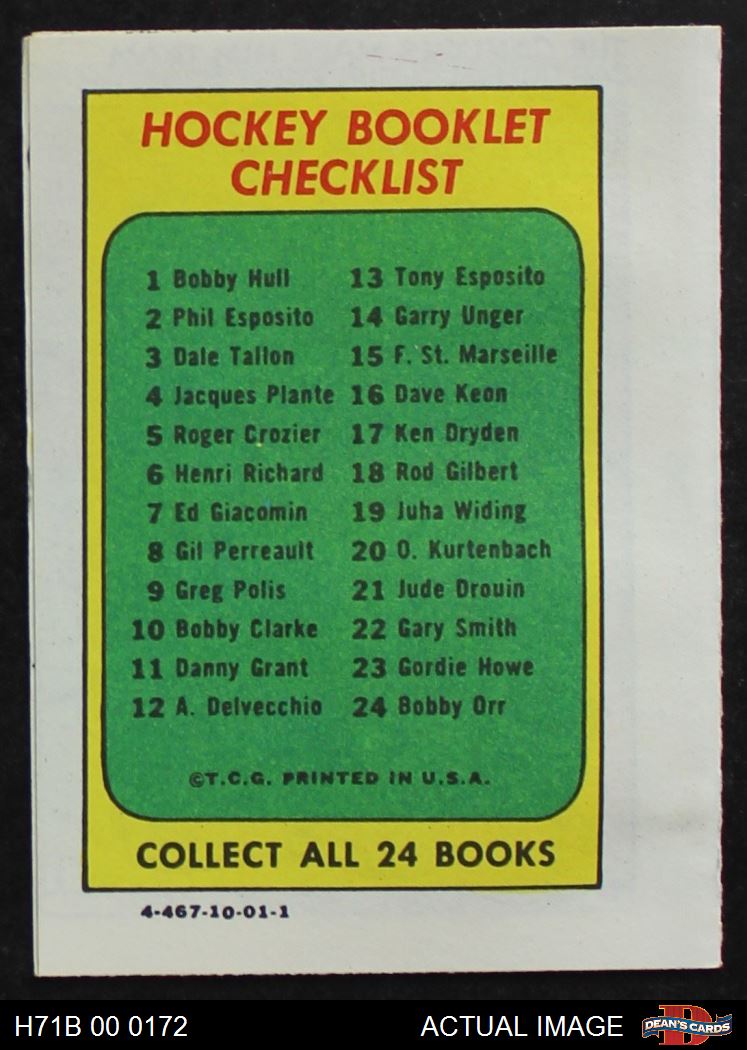 HOCKEY BOOKLET
CHECKLIST
1 Bobby Hull
2 Phil Esposito
3 Dale Tallon
4 Jacques Plante
5 Roger Crozier
6 Henri Richard
7 Ed Giacomin
8 Gil Perreault
9 Greg Polis
10 Bobby Clarke
11 Danny Grant
12 A. Delvecchio
13 Tony Esposito
14 Garry Unger
15 F. St. Marseille
16 Dave Keon
17 Ken Dryden
18 Rod Gilbert
19 Juha Widing
20 O. Kurtenbach
21 Jude Drouin
22 Gary Smith
23 Gordie Howe
24 Bobby Orr
©T.C.G. PRINTED IN U.S.A.
COLLECT ALL 24 BOOKS
4-467-10-01-1
H71B 00 0172
ACTUAL IMAGE
DEAN'S CARDS